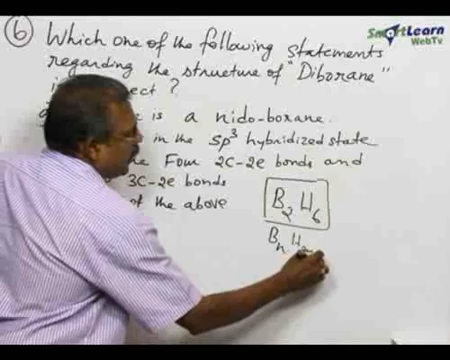 SmartLearn
WebTv
6 Which one of the following statements
regarding the structure of "Diborane"
ect ?
is a nido-borane.
in the sp³ hybridized state
Four 2C-2e bonds and
3C-2e bonds
of the above
B₂H₆
BₙH